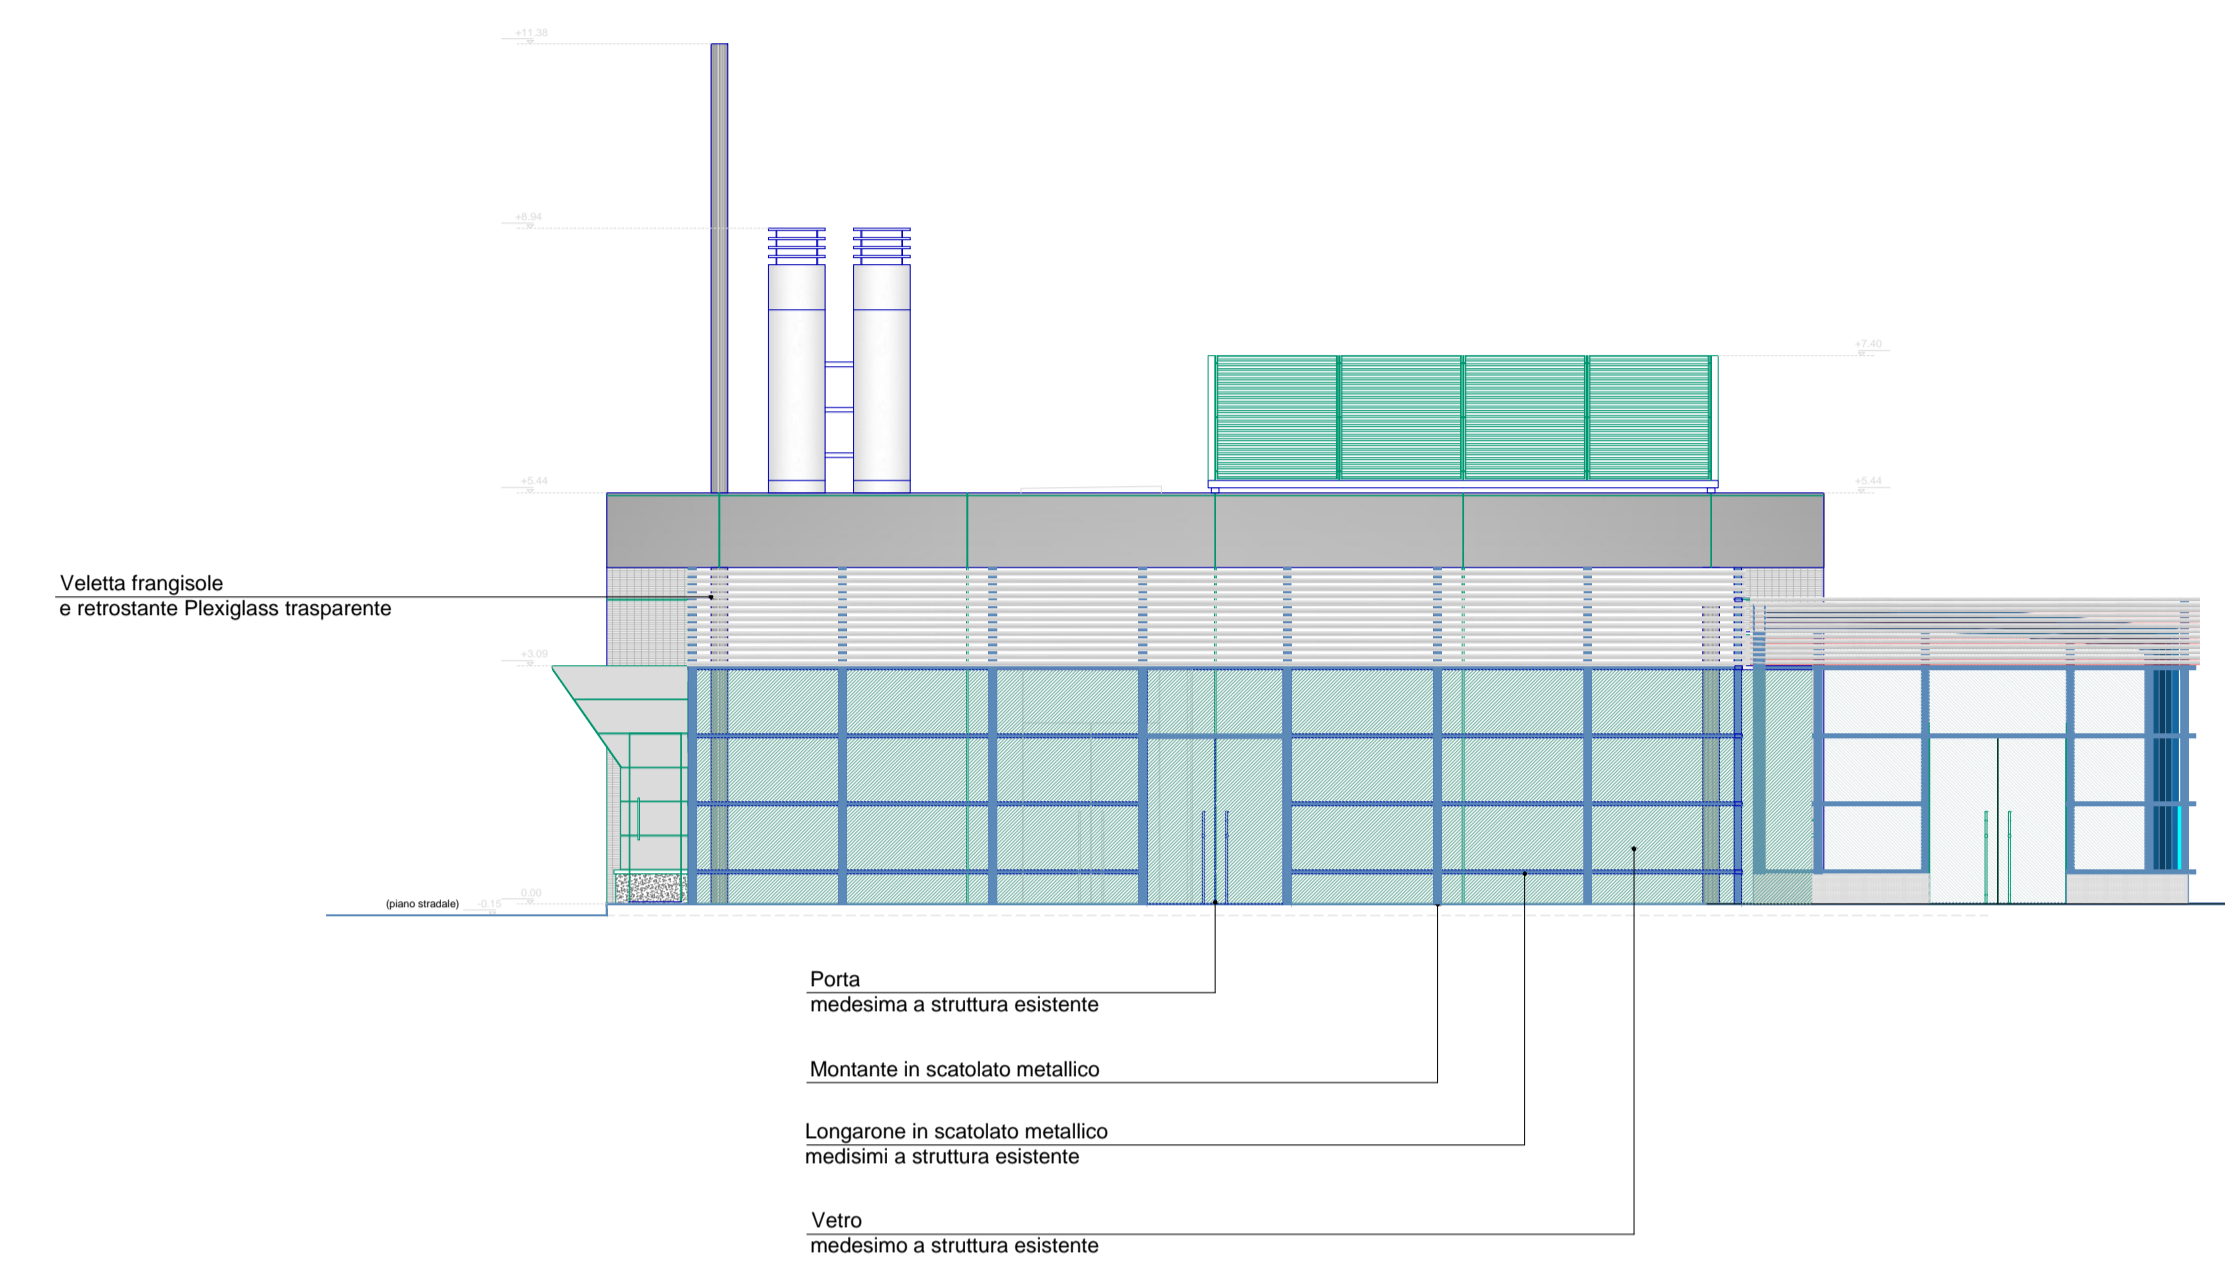 +11.38
+8.94
+7.40
+5.44
+5.44
Veletta frangisole
e retrostante Plexiglass trasparente
+3.09
0.00
(piano stradale)
-0.15
Porta
medesima a struttura esistente
Montante in scatolato metallico
Longarone in scatolato metallico
medisimi a struttura esistente
Vetro
medesimo a struttura esistente